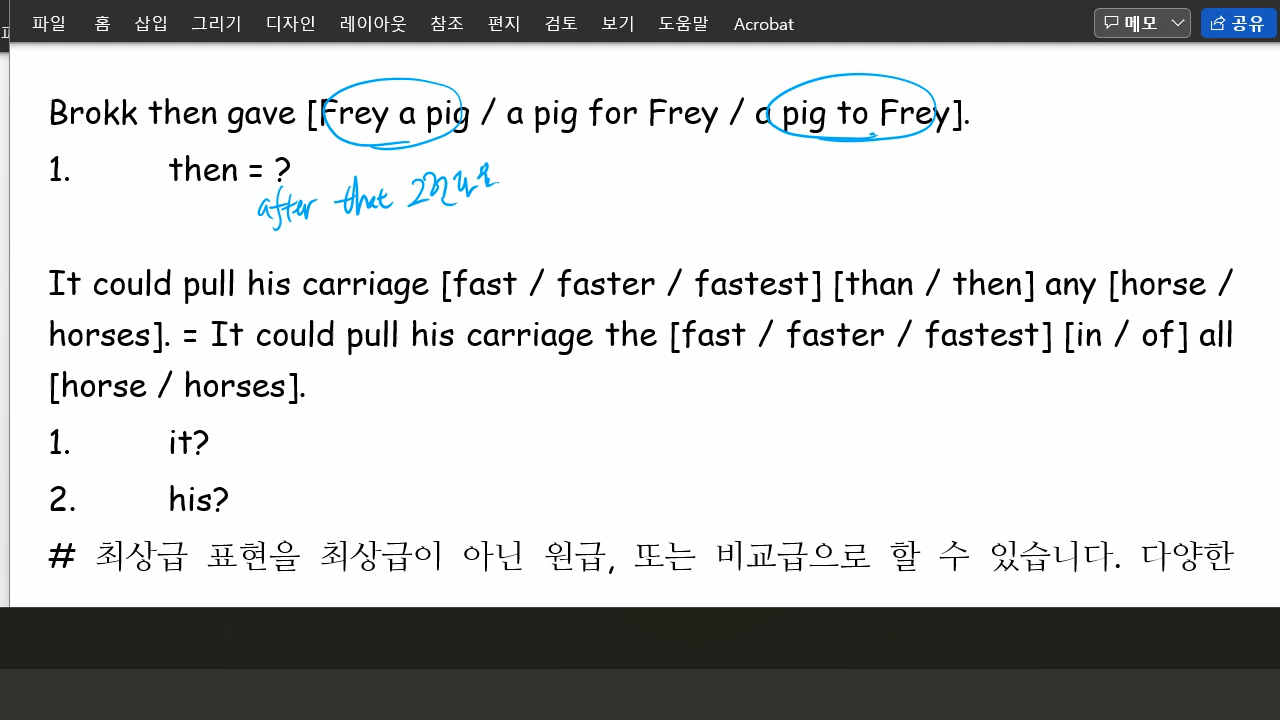 파일 홈 삽입 그리기 디자인 레이아웃 참조 편지 검토 보기 도움말 Acrobat 메모 공유
Brokk then gave [Frey a pig / a pig for Frey / a pig to Frey].
1. then = ?
after that
It could pull his carriage [fast / faster / fastest] [than / then] any [horse /
horses]. = It could pull his carriage the [fast / faster / fastest] [in / of] all
[horse / horses].
1. it?
2. his?
# 최상급 표현을 최상급이 아닌 원급, 또는 비교급으로 할 수 있습니다. 다양한